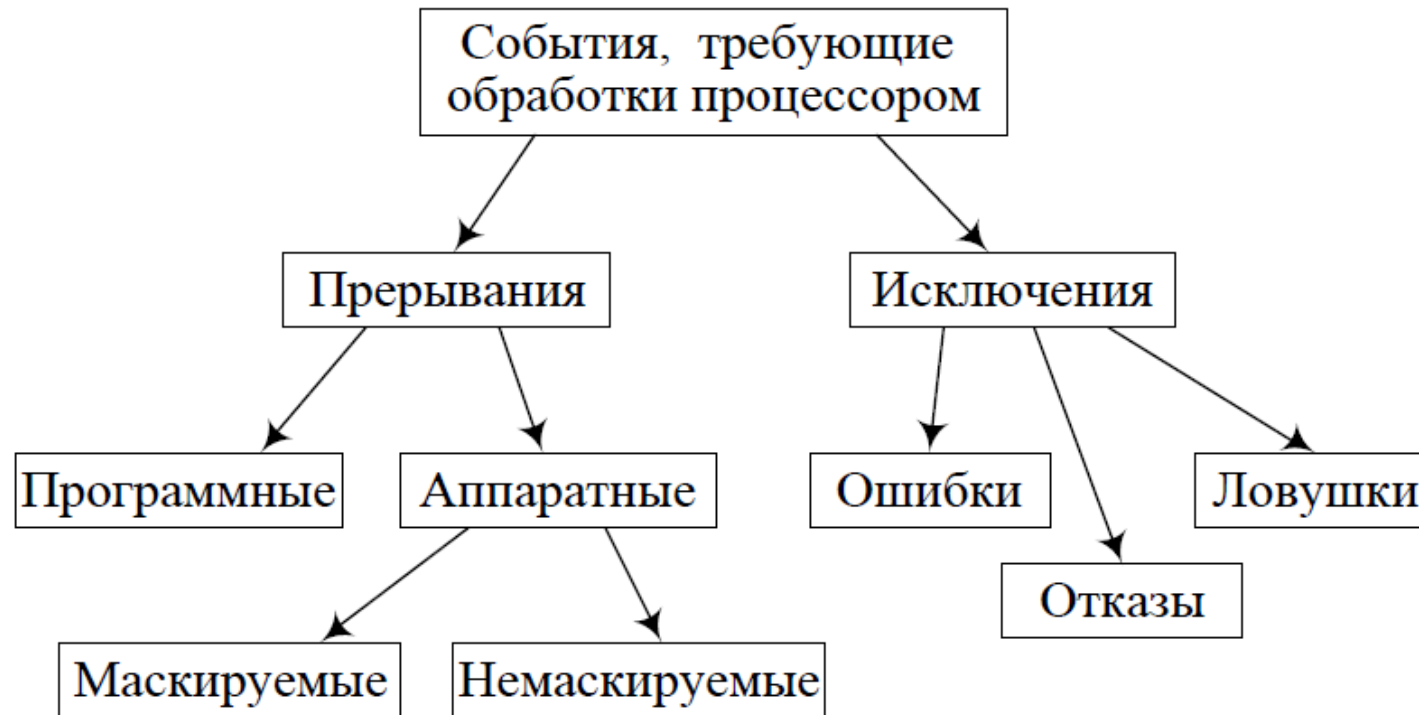 События, требующие
обработки процессором
Прерывания
Исключения
Программные
Аппаратные
Ошибки
Ловушки
Отказы
Маскируемые
Немаскируемые